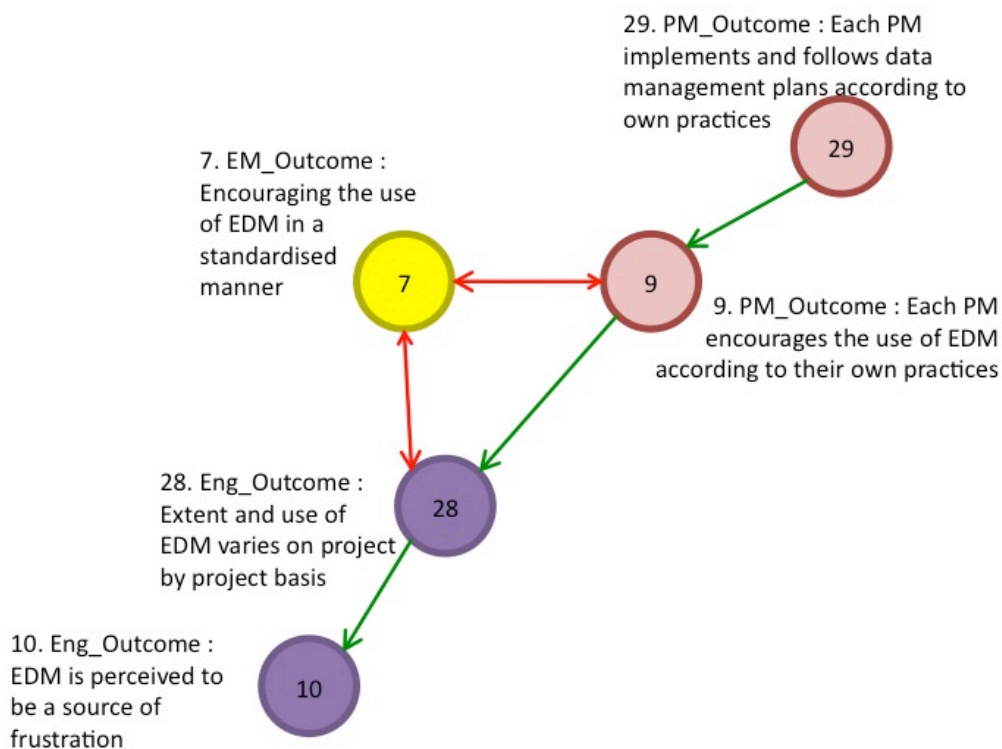 29. PM_Outcome : Each PM
implements and follows data
management plans according to
own practices
29
7. EM_Outcome :
Encouraging the use
of EDM in a
standardised
manner
7
9
9. PM_Outcome : Each PM
encourages the use of EDM
according to their own practices
28. Eng_Outcome :
Extent and use of
EDM varies on project
by project basis
28
10. Eng_Outcome :
EDM is perceived to
be a source of
frustration
10